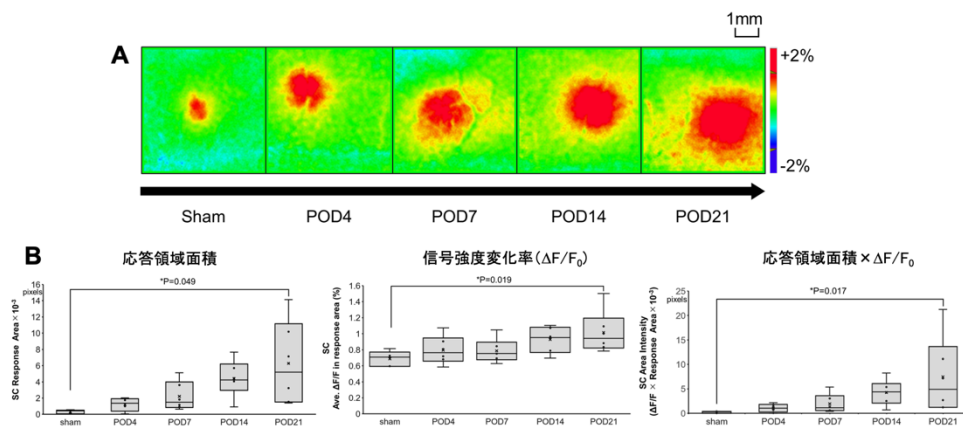 1mm
A
+2%
-2%
Sham POD4 POD7 POD14 POD21
B
応答領域面積
*P=0.049
16
pixels
14
12
10
8
6
4
2
0
SC Response Area×10⁻³
sham POD4 POD7 POD14 POD21
信号強度変化率(ΔF/F₀)
*P=0.019
1.6
1.4
1.2
1
0.8
0.6
0.4
0.2
0
SC
Ave. ΔF/F in response area (%)
sham POD4 POD7 POD14 POD21
応答領域面積×ΔF/F₀
*P=0.017
25
pixels
20
15
10
5
0
SC Area Intensity
(ΔF/F × Response Area×10⁻³)
sham POD4 POD7 POD14 POD21